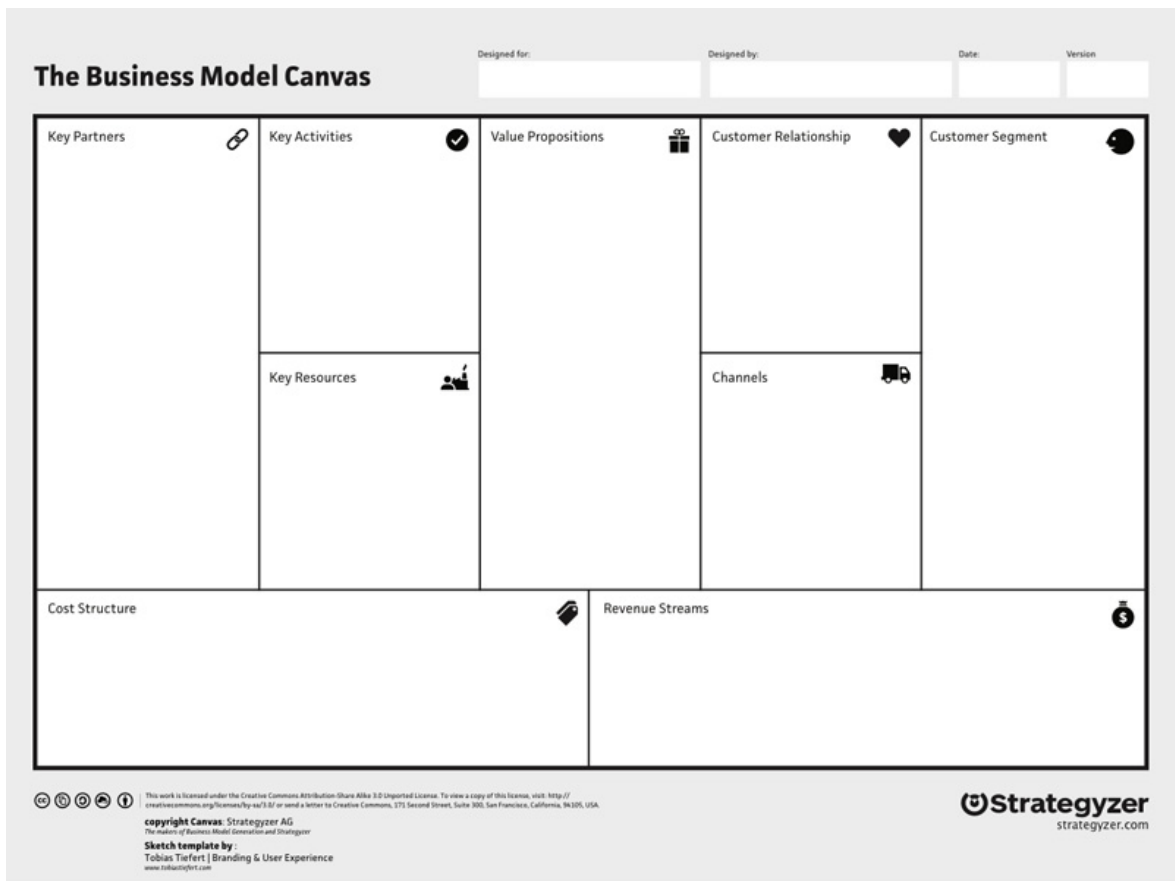 Designed for:
Designed by:
Date:
Version
The Business Model Canvas
Key Partners
Key Activities
Value Propositions
Customer Relationship
Customer Segment
Key Resources
Channels
Cost Structure
Revenue Streams
$
cc
This work is licensed under the Creative Commons Attribution-Share Alike 3.0 Unported License. To view a copy of this license, visit: http://
creativecommons.org/licenses/by-sa/3.0/ or send a letter to Creative Commons, 171 Second Street, Suite 300, San Francisco, California, 94105, USA.
copyright Canvas: Strategyzer AG
The makers of Business Model Generation and Strategyzer
Sketch template by :
Tobias Tiefert | Branding & User Experience
www.tobiastiefert.com
Strategyzer
strategyzer.com